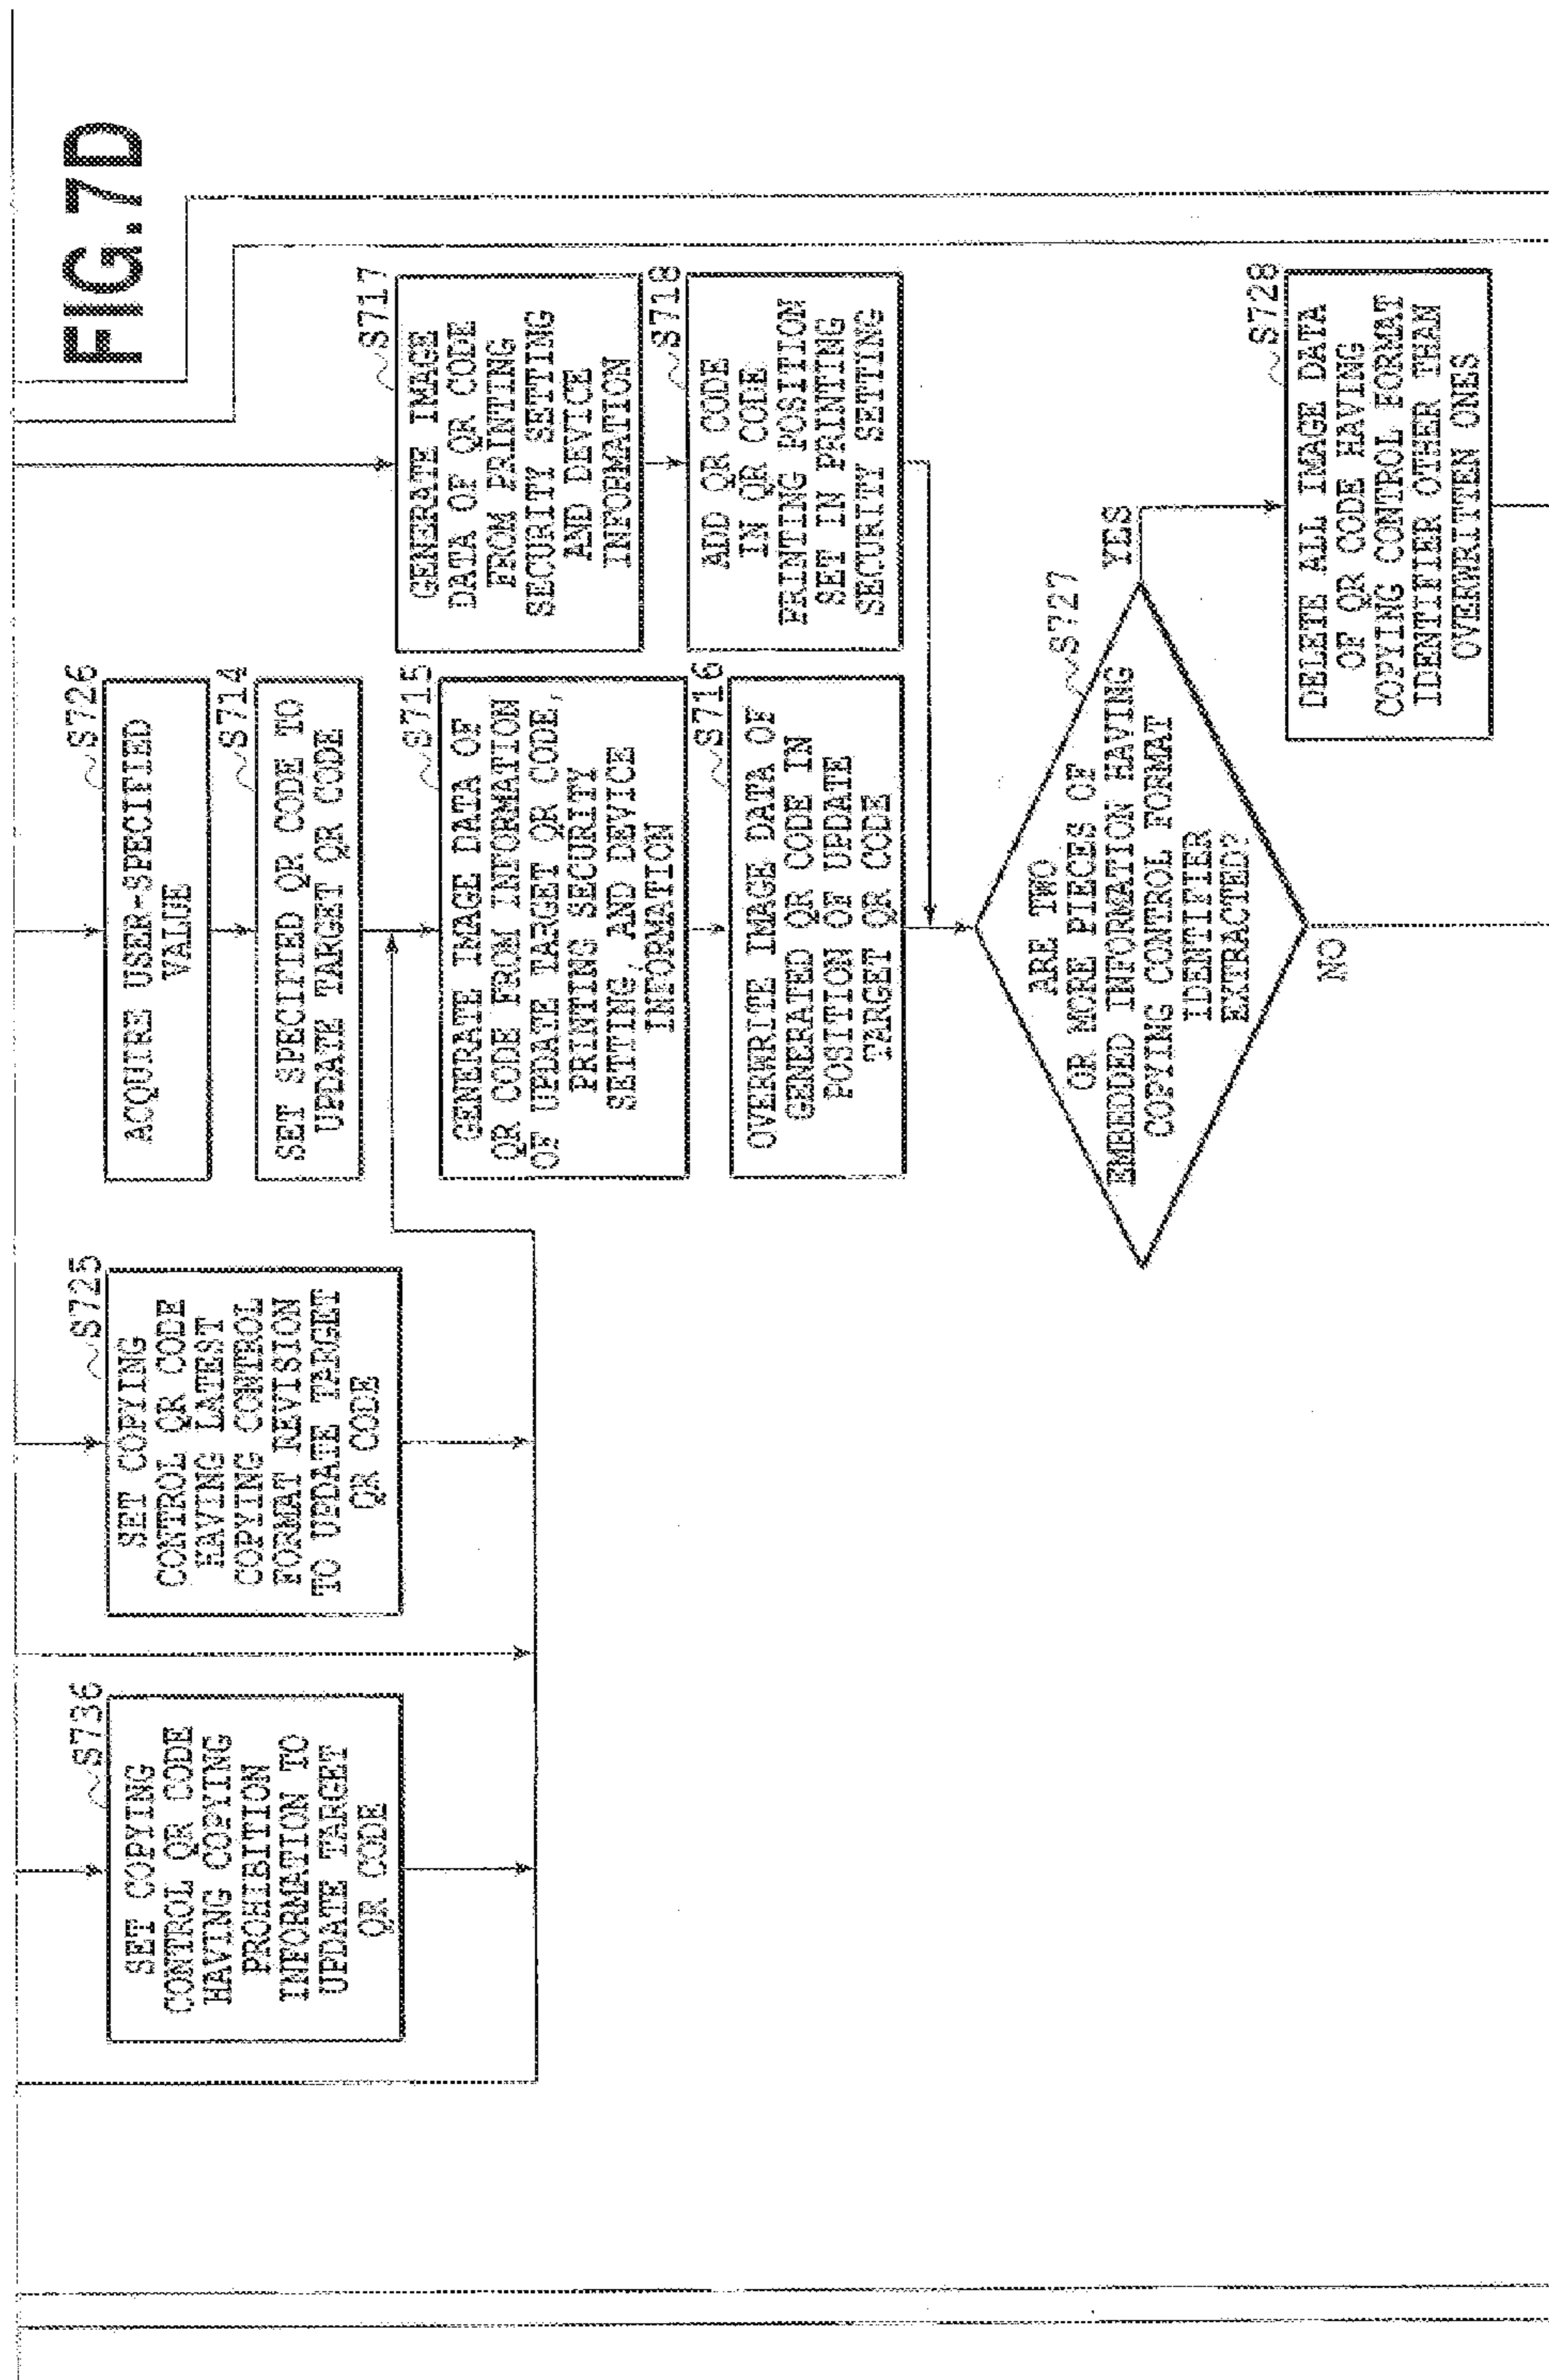 FIG.7D
S736
SET COPYING
CONTROL QR CODE
HAVING COPYING
PROHIBITION
INFORMATION TO
UPDATE TARGET
QR CODE
S725
SET COPYING
CONTROL QR CODE
HAVING LATEST
COPYING CONTROL
FORMAT REVISION
TO UPDATE TARGET
QR CODE
S726
ACQUIRE USER-SPECIFIED
VALUE
S714
SET SPECIFIED QR CODE TO
UPDATE TARGET QR CODE
S715
GENERATE IMAGE DATA OF
QR CODE FROM INFORMATION
OF UPDATE TARGET QR CODE,
PRINTING SECURITY
SETTING, AND DEVICE
INFORMATION
S716
OVERWRITE IMAGE DATA OF
GENERATED QR CODE IN
POSITION OF UPDATE
TARGET QR CODE
S717
GENERATE IMAGE
DATA OF QR CODE
FROM PRINTING
SECURITY SETTING
AND DEVICE
INFORMATION
S718
ADD QR CODE
IN QR CODE
PRINTING POSITION
SET IN PRINTING
SECURITY SETTING
S727
ARE TWO
OR MORE PIECES OF
EMBEDDED INFORMATION HAVING
COPYING CONTROL FORMAT
IDENTIFIER
EXTRACTED?
YES
NO
S728
DELETE ALL IMAGE DATA
OF QR CODE HAVING
COPYING CONTROL FORMAT
IDENTIFIER OTHER THAN
OVERWRITTEN ONES